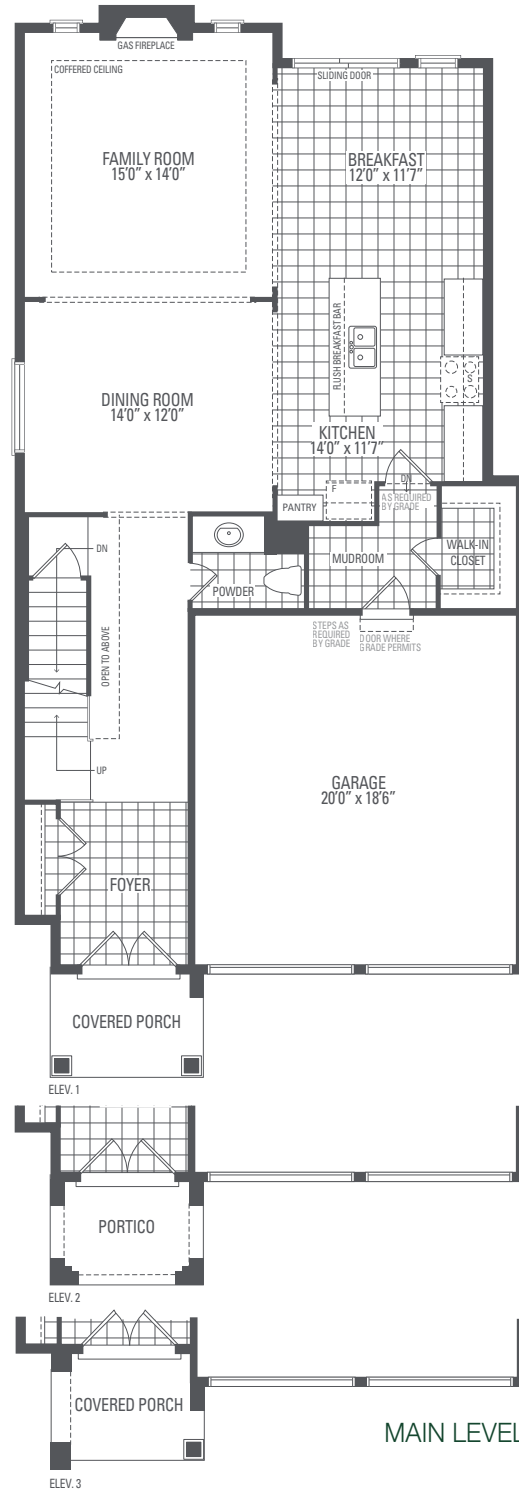 GAS FIREPLACE
COFFERED CEILING
SLIDING DOOR
FAMILY ROOM
15'0" x 14'0"
BREAKFAST
12'0" x 11'7"
FLUSH BREAKFAST BAR
S
DINING ROOM
14'0" x 12'0"
KITCHEN
14'0" x 11'7"
DN
F
AS REQUIRED
BY GRADE
PANTRY
DN
MUDROOM
WALK-IN
CLOSET
POWDER
OPEN TO ABOVE
STEPS AS
REQUIRED
BY GRADE
DOOR WHERE
GRADE PERMITS
UP
GARAGE
20'0" x 18'6"
FOYER
COVERED PORCH
ELEV. 1
PORTICO
ELEV. 2
COVERED PORCH
MAIN LEVEL
ELEV. 3